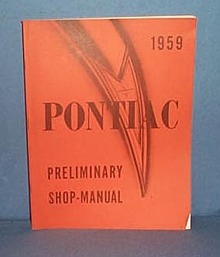 1959
PONTIAC
PRELIMINARY
SHOP-MANUAL